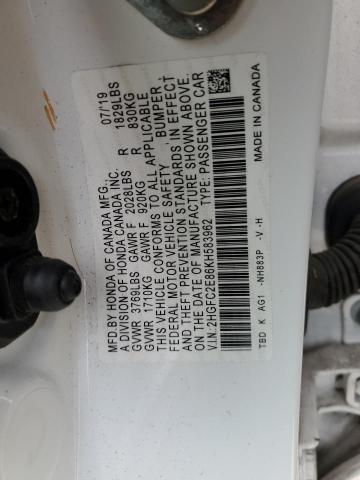 MFD.BY HONDA OF CANADA MFG. 07/'19
A DIVISION OF HONDA CANADA INC.
GVWR 3769LBS GAWR F 2028LBS R 1829LBS
GVWR 1710KG GAWR F 920KG R 830KG
THIS VEHICLE CONFORMS TO ALL APPLICABLE
FEDERAL MOTOR VEHICLE SAFETY, BUMPER,
AND THEFT PREVENTION STANDARDS IN EFFECT
ON THE DATE OF MANUFACTURE SHOWN ABOVE.
V.I.N.:2HGFC2E86KH583962 TYPE: PASSENGER CAR
MADE IN CANADA
TBD K AG1 -NH883P -V -H